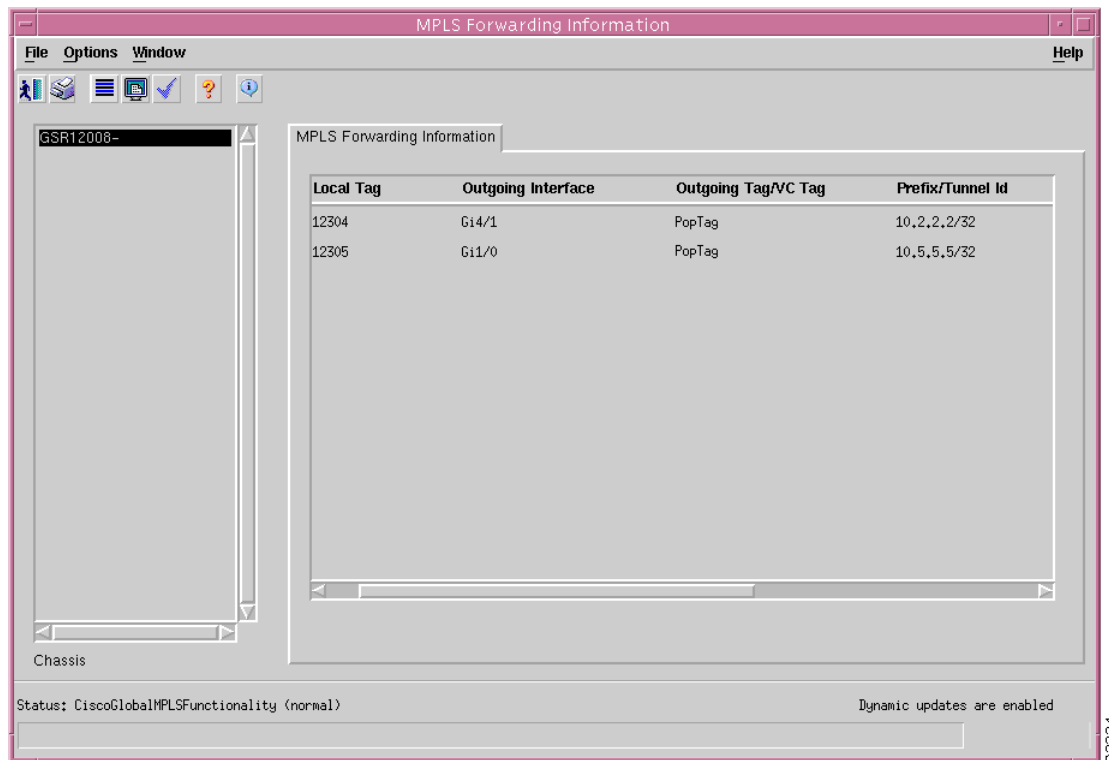 MPLS Forwarding Information
File Options Window Help
GSR12008-
MPLS Forwarding Information
Local Tag Outgoing Interface Outgoing Tag/VC Tag Prefix/Tunnel Id
12304 Gi4/1 PopTag 10.2.2.2/32
12305 Gi1/0 PopTag 10.5.5.5/32
Chassis
Status: CiscoGlobalMPLSFunctionality (normal) Dynamic updates are enabled